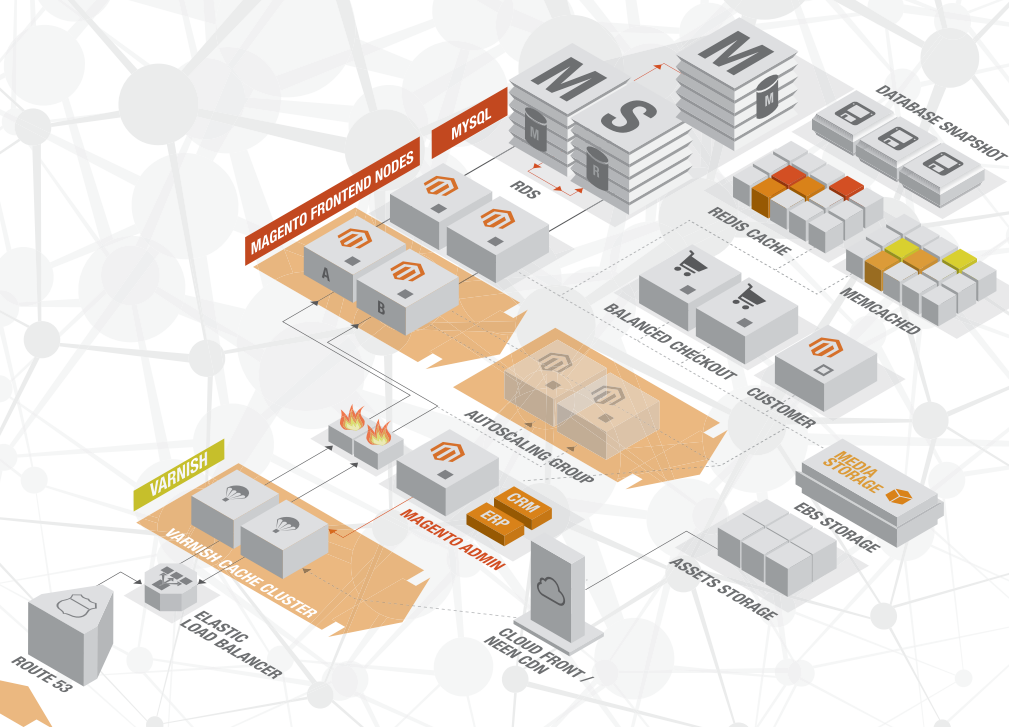 M
M
M
S
M
R
MYSQL
DATABASE SNAPSHOT
MAGENTO FRONTEND NODES
RDS
REDIS CACHE
A
B
MEMCACHED
BALANCED CHECKOUT
CUSTOMER
AUTOSCALING GROUP
MEDIA
STORAGE
VARNISH
CRM
ERP
EBS STORAGE
MAGENTO ADMIN
VARNISH CACHE CLUSTER
ASSETS STORAGE
ELASTIC
LOAD BALANCER
CLOUD FRONT /
NEEN CDN
ROUTE 53